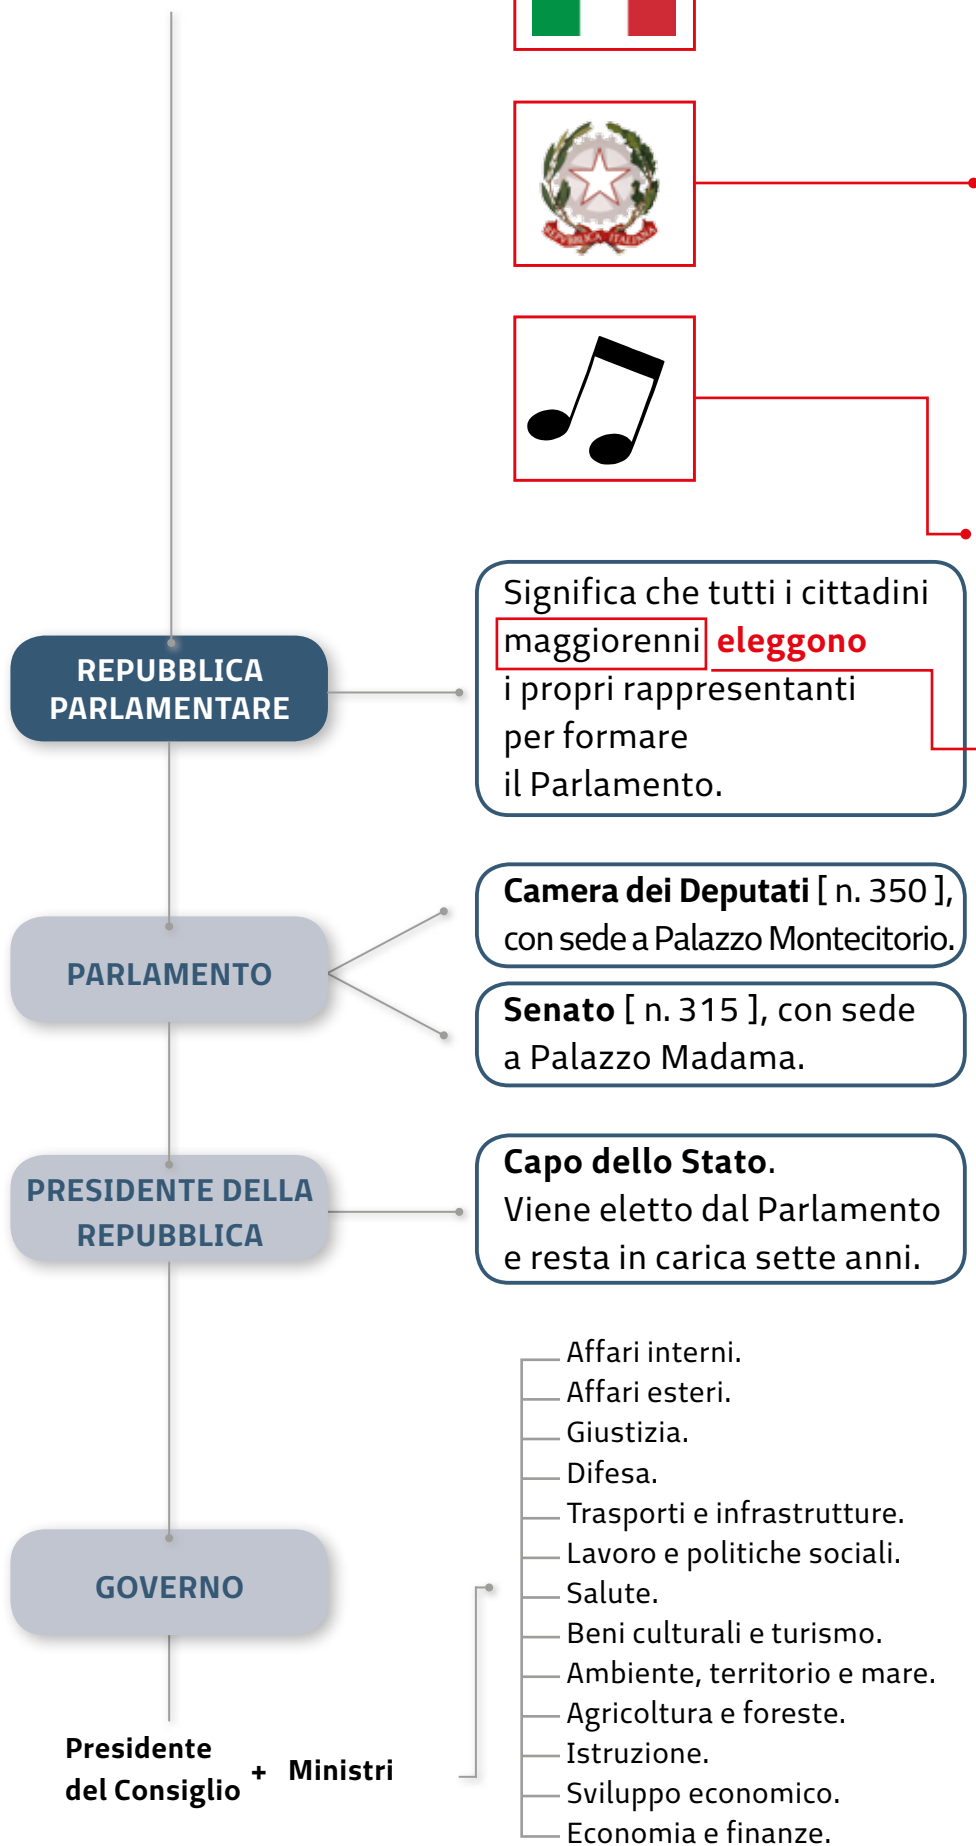 REPVBBLICA ITALIANA
Significa che tutti i cittadini
maggiorenni eleggono
i propri rappresentanti
per formare
il Parlamento.
REPUBBLICA
PARLAMENTARE
Camera dei Deputati [ n. 350 ],
con sede a Palazzo Montecitorio.
PARLAMENTO
Senato [ n. 315 ], con sede
a Palazzo Madama.
PRESIDENTE DELLA
REPUBBLICA
Capo dello Stato.
Viene eletto dal Parlamento
e resta in carica sette anni.
GOVERNO
Presidente
del Consiglio + Ministri
Affari interni.
Affari esteri.
Giustizia.
Difesa.
Trasporti e infrastrutture.
Lavoro e politiche sociali.
Salute.
Beni culturali e turismo.
Ambiente, territorio e mare.
Agricoltura e foreste.
Istruzione.
Sviluppo economico.
Economia e finanze.